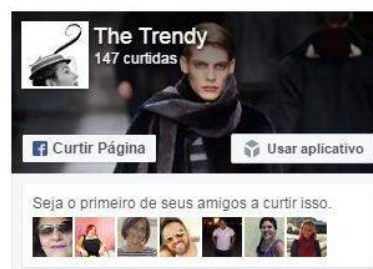 The Trendy
147 curtidas
Curtir Página
Usar aplicativo
Seja o primeiro de seus amigos a curtir isso.